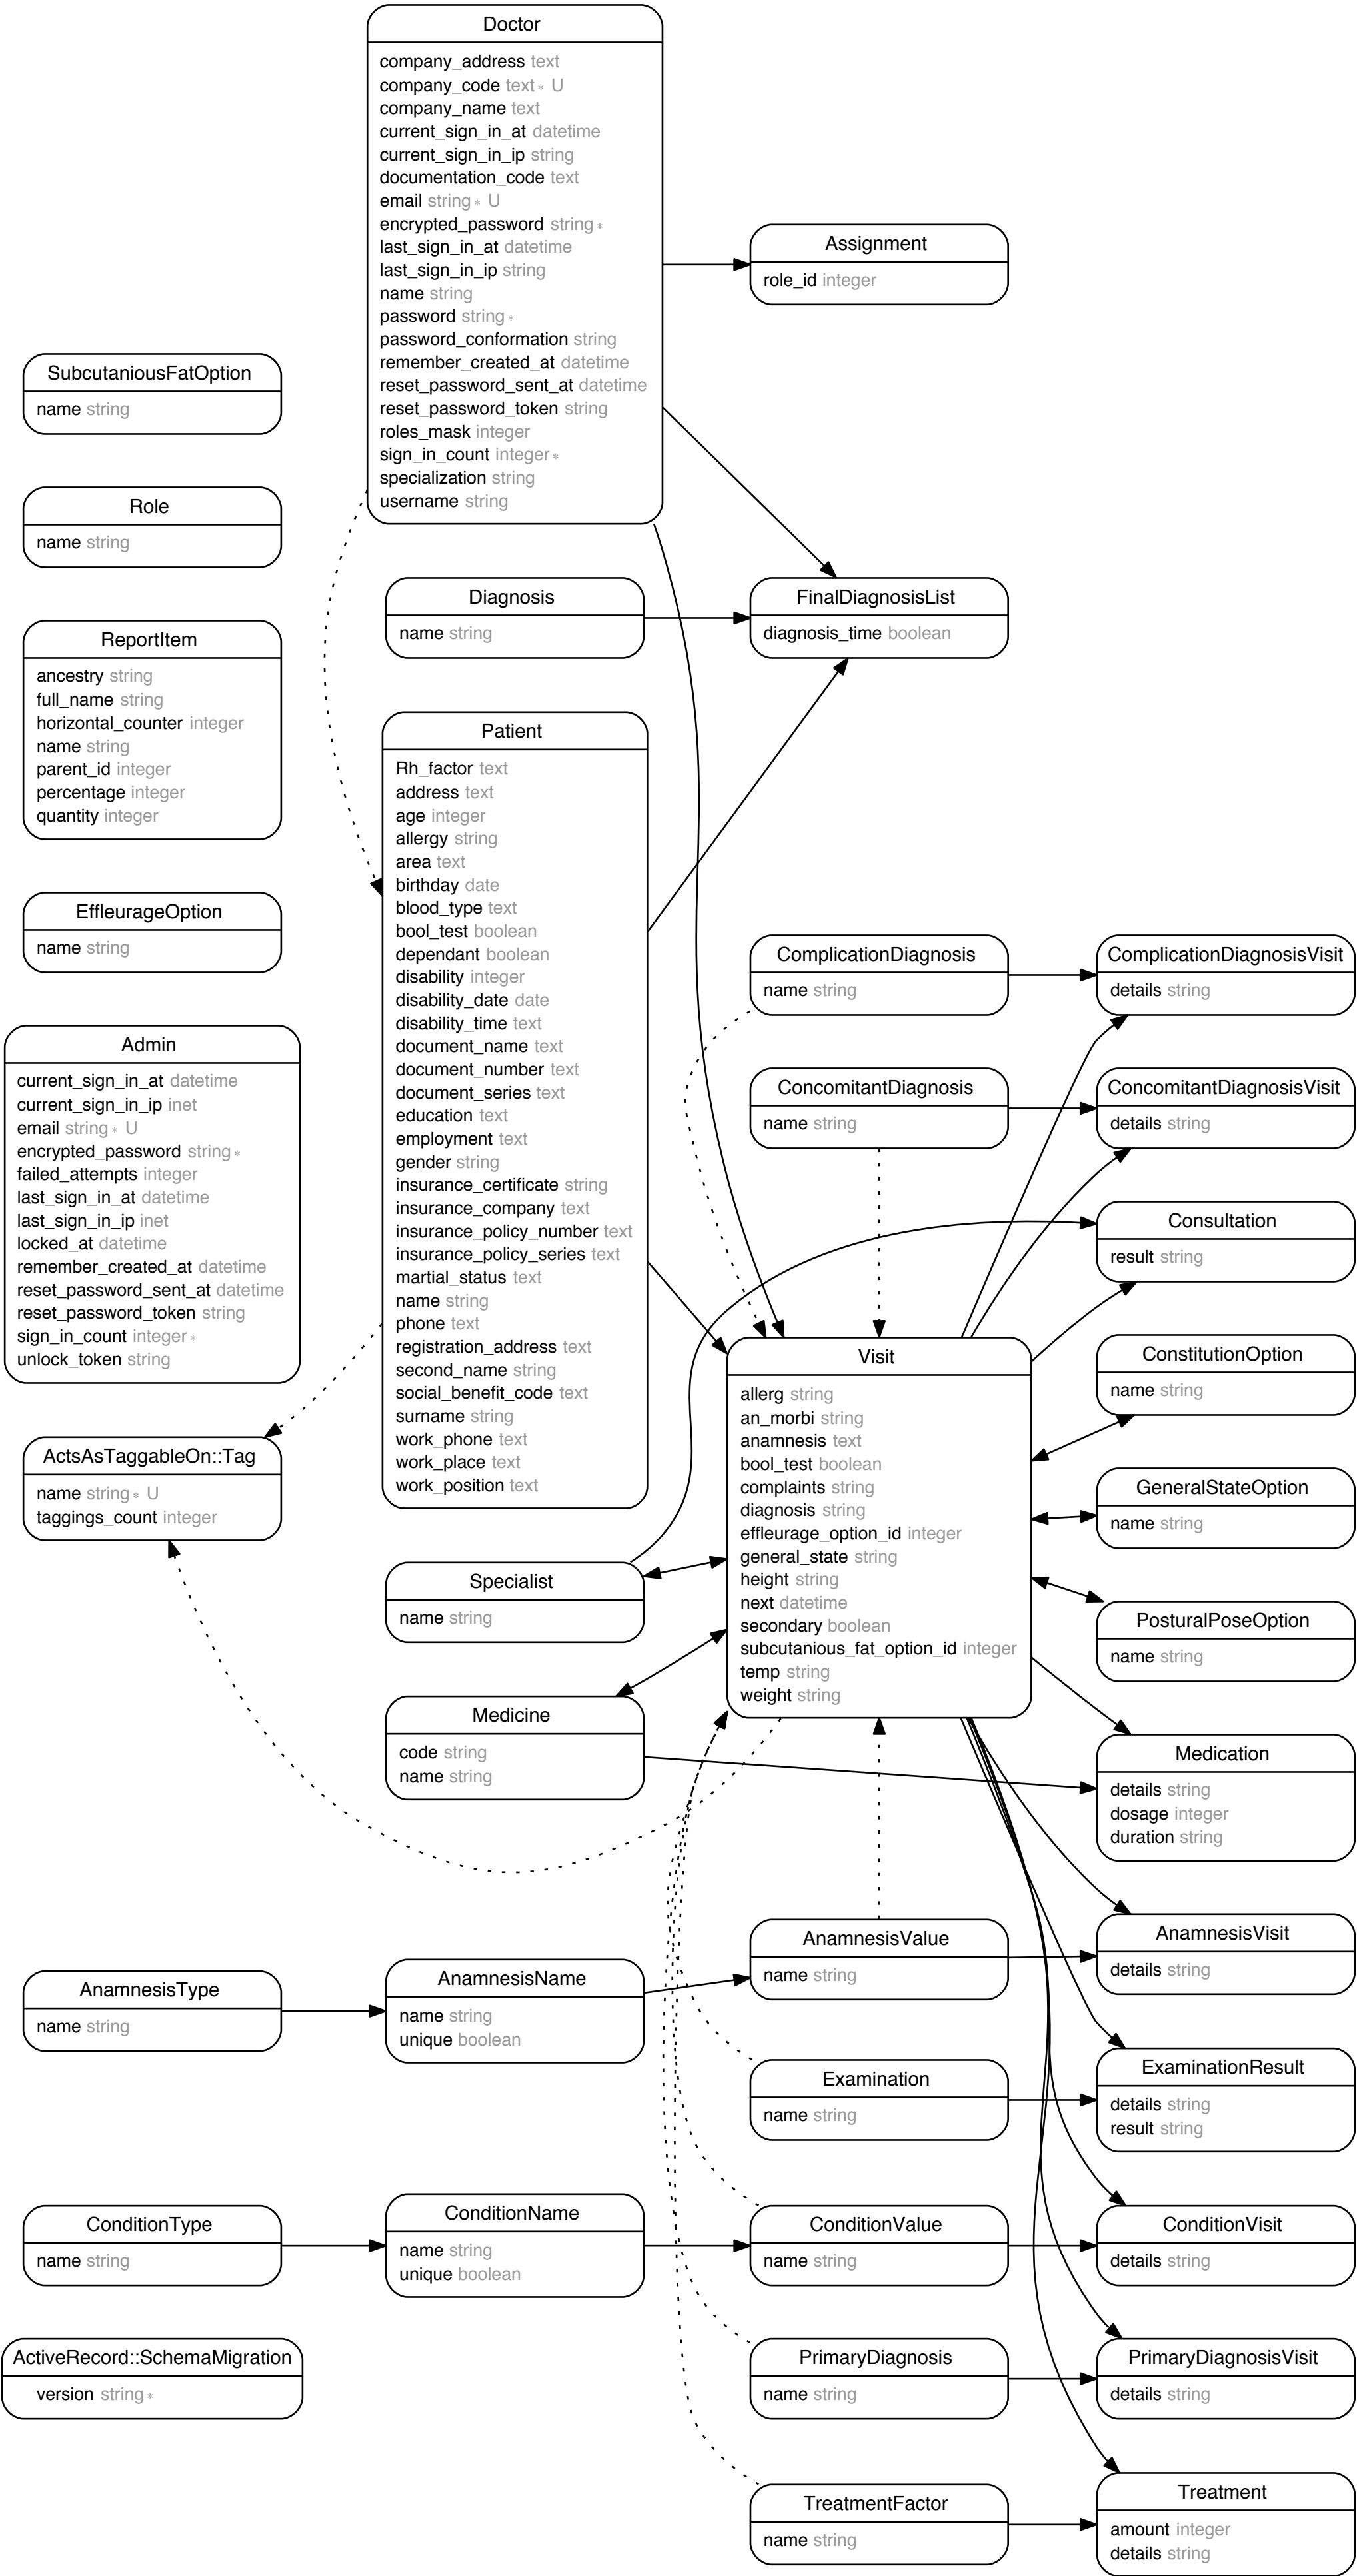 Doctor
company_address text
company_code text* U
company_name text
current_sign_in_at datetime
current_sign_in_ip string
documentation_code text
email string* U
encrypted_password string*
last_sign_in_at datetime
last_sign_in_ip string
name string
password string*
password_conformation string
remember_created_at datetime
reset_password_sent_at datetime
reset_password_token string
roles_mask integer
sign_in_count integer*
specialization string
username string
Assignment
role_id integer
SubcutaniousFatOption
name string
Role
name string
ReportItem
ancestry string
full_name string
horizontal_counter integer
name string
parent_id integer
percentage integer
quantity integer
EffleurageOption
name string
Admin
current_sign_in_at datetime
current_sign_in_ip inet
email string* U
encrypted_password string*
failed_attempts integer
last_sign_in_at datetime
last_sign_in_ip inet
locked_at datetime
remember_created_at datetime
reset_password_sent_at datetime
reset_password_token string
sign_in_count integer*
unlock_token string
ActsAsTaggableOn::Tag
name string* U
taggings_count integer
Diagnosis
name string
FinalDiagnosisList
diagnosis_time boolean
Patient
Rh_factor text
address text
age integer
allergy string
area text
birthday date
blood_type text
bool_test boolean
dependant boolean
disability integer
disability_date date
disability_time text
document_name text
document_number text
document_series text
education text
employment text
gender string
insurance_certificate string
insurance_company text
insurance_policy_number text
insurance_policy_series text
martial_status text
name string
phone text
registration_address text
second_name string
social_benefit_code text
surname string
work_phone text
work_place text
work_position text
ComplicationDiagnosis
name string
ComplicationDiagnosisVisit
details string
ConcomitantDiagnosis
name string
ConcomitantDiagnosisVisit
details string
Consultation
result string
Visit
allerg string
an_morbi string
anamnesis text
bool_test boolean
complaints string
diagnosis string
effleurage_option_id integer
general_state string
height string
next datetime
secondary boolean
subcutanious_fat_option_id integer
temp string
weight string
ConstitutionOption
name string
GeneralStateOption
name string
PosturalPoseOption
name string
Specialist
name string
Medicine
code string
name string
Medication
details string
dosage integer
duration string
AnamnesisType
name string
AnamnesisName
name string
unique boolean
AnamnesisValue
name string
AnamnesisVisit
details string
Examination
name string
ExaminationResult
details string
result string
ConditionType
name string
ConditionName
name string
unique boolean
ConditionValue
name string
ConditionVisit
details string
ActiveRecord::SchemaMigration
version string*
PrimaryDiagnosis
name string
PrimaryDiagnosisVisit
details string
TreatmentFactor
name string
Treatment
amount integer
details string